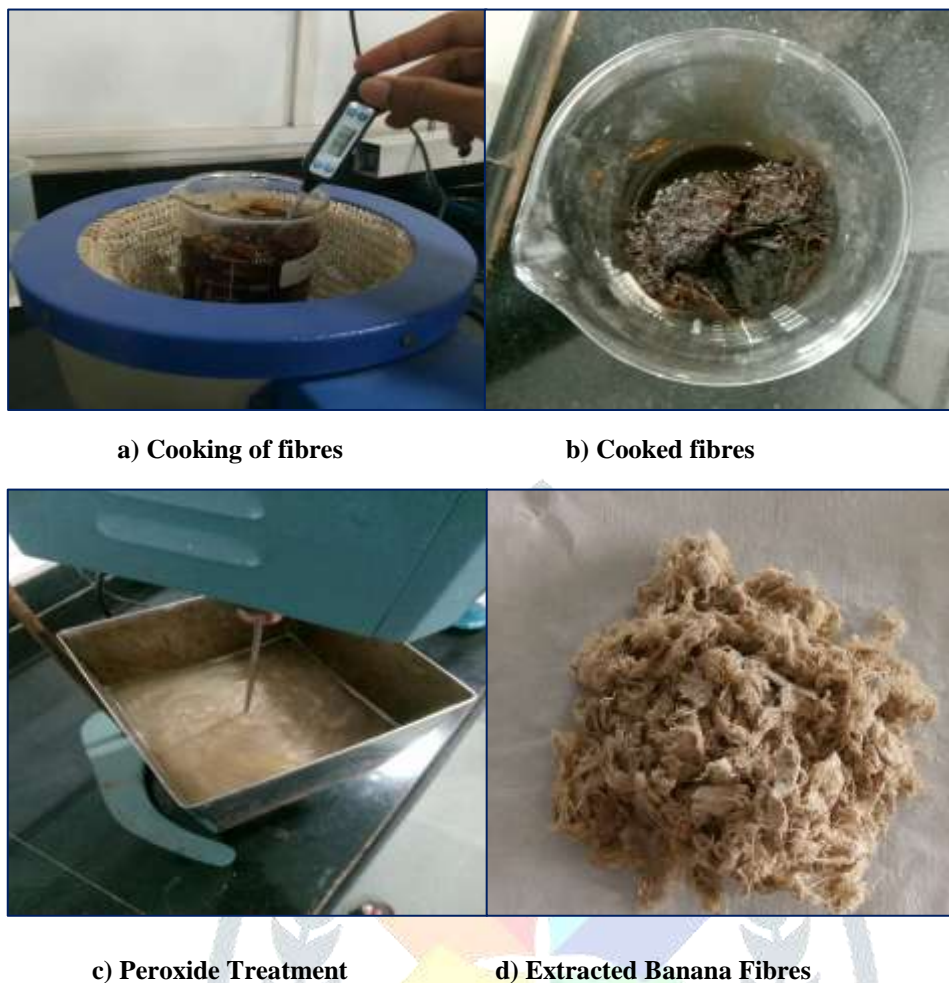 a) Cooking of fibres
b) Cooked fibres
c) Peroxide Treatment
d) Extracted Banana Fibres